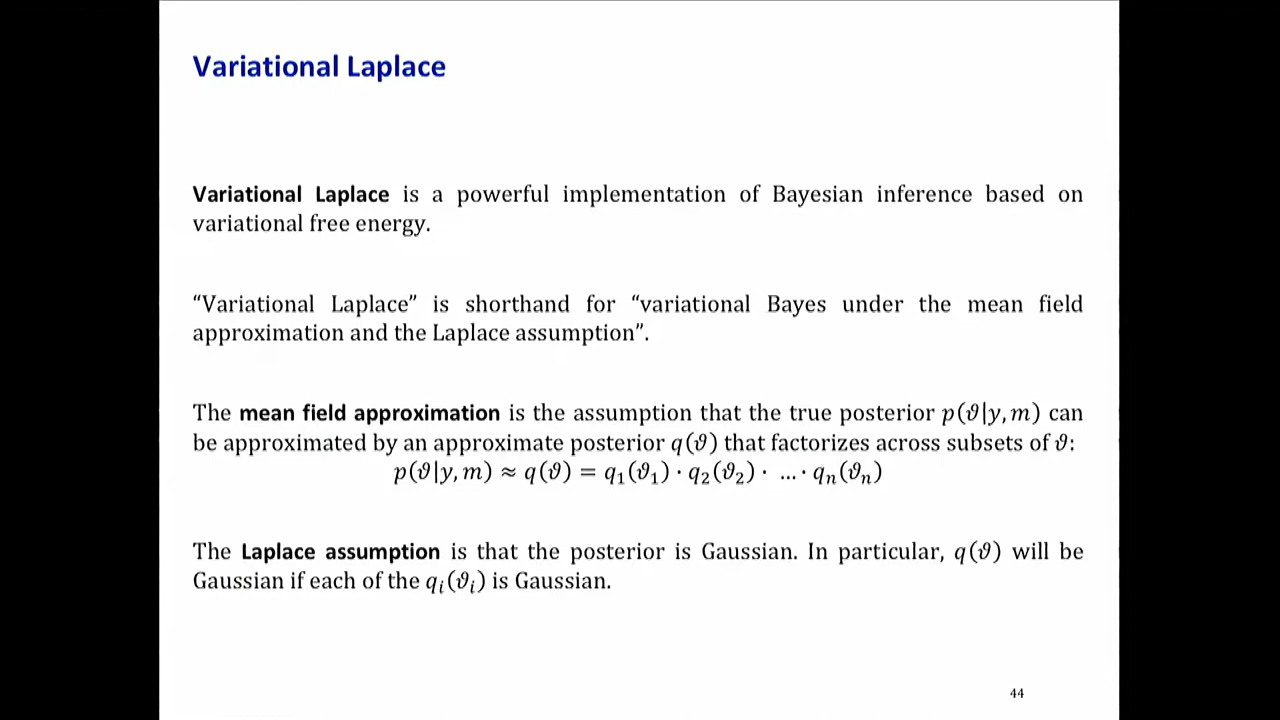 Variational Laplace
Variational Laplace is a powerful implementation of Bayesian inference based on
variational free energy.
“Variational Laplace” is shorthand for “variational Bayes under the mean field
approximation and the Laplace assumption”.
The mean field approximation is the assumption that the true posterior p(ϑ|y,m) can
be approximated by an approximate posterior q(ϑ) that factorizes across subsets of ϑ:
p(ϑ|y,m) ≈ q(ϑ) = q₁(ϑ₁) · q₂(ϑ₂) · … · qₙ(ϑₙ)
The Laplace assumption is that the posterior is Gaussian. In particular, q(ϑ) will be
Gaussian if each of the qᵢ(ϑᵢ) is Gaussian.
44